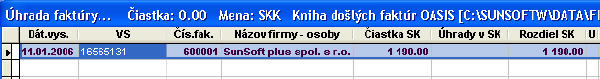 Úhrada faktúry... Čiastka: 0.00 Mena: SKK Kniha došlých faktúr OASIS [C:\SUNSOFTW\DATA\F
Dát.vys. VS Čís.fak. Názov firmy - osoby Čiastka SK Úhrady v SK Rozdiel SK U
11.01.2006 16565131 600001 SunSoft plus spol. s r.o. 1 190.00 1 190.00